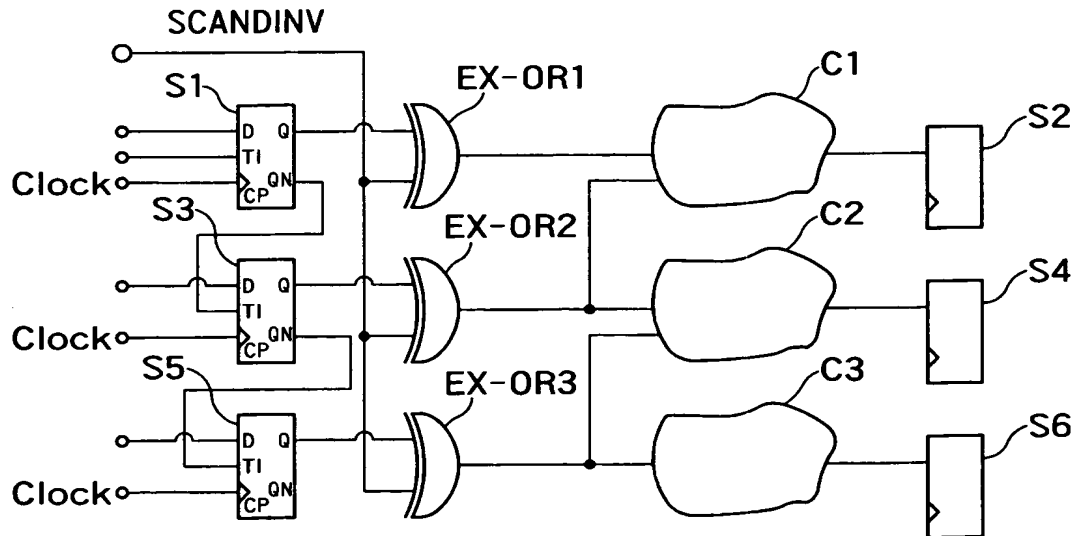 SCANDINV
S1
EX-OR1
C1
S2
D Q
TI
Clock
CP QN
S3
EX-OR2
C2
S4
D Q
TI
Clock
CP QN
S5
EX-OR3
C3
S6
D Q
TI
Clock
CP QN